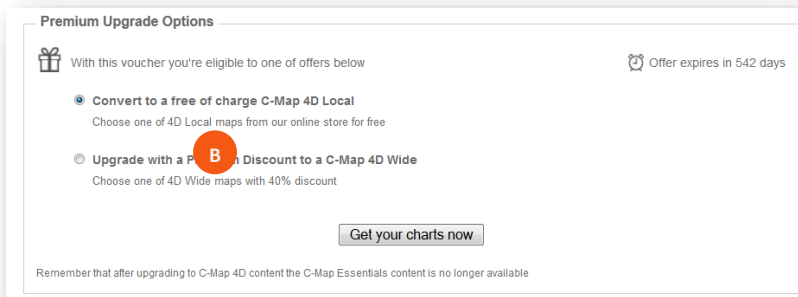 Premium Upgrade Options
With this voucher you're eligible to one of offers below
Offer expires in 542 days
Convert to a free of charge C-Map 4D Local
Choose one of 4D Local maps from our online store for free
Upgrade with a Discount to a C-Map 4D Wide
B
Choose one of 4D Wide maps with 40% discount
Get your charts now
Remember that after upgrading to C-Map 4D content the C-Map Essentials content is no longer available